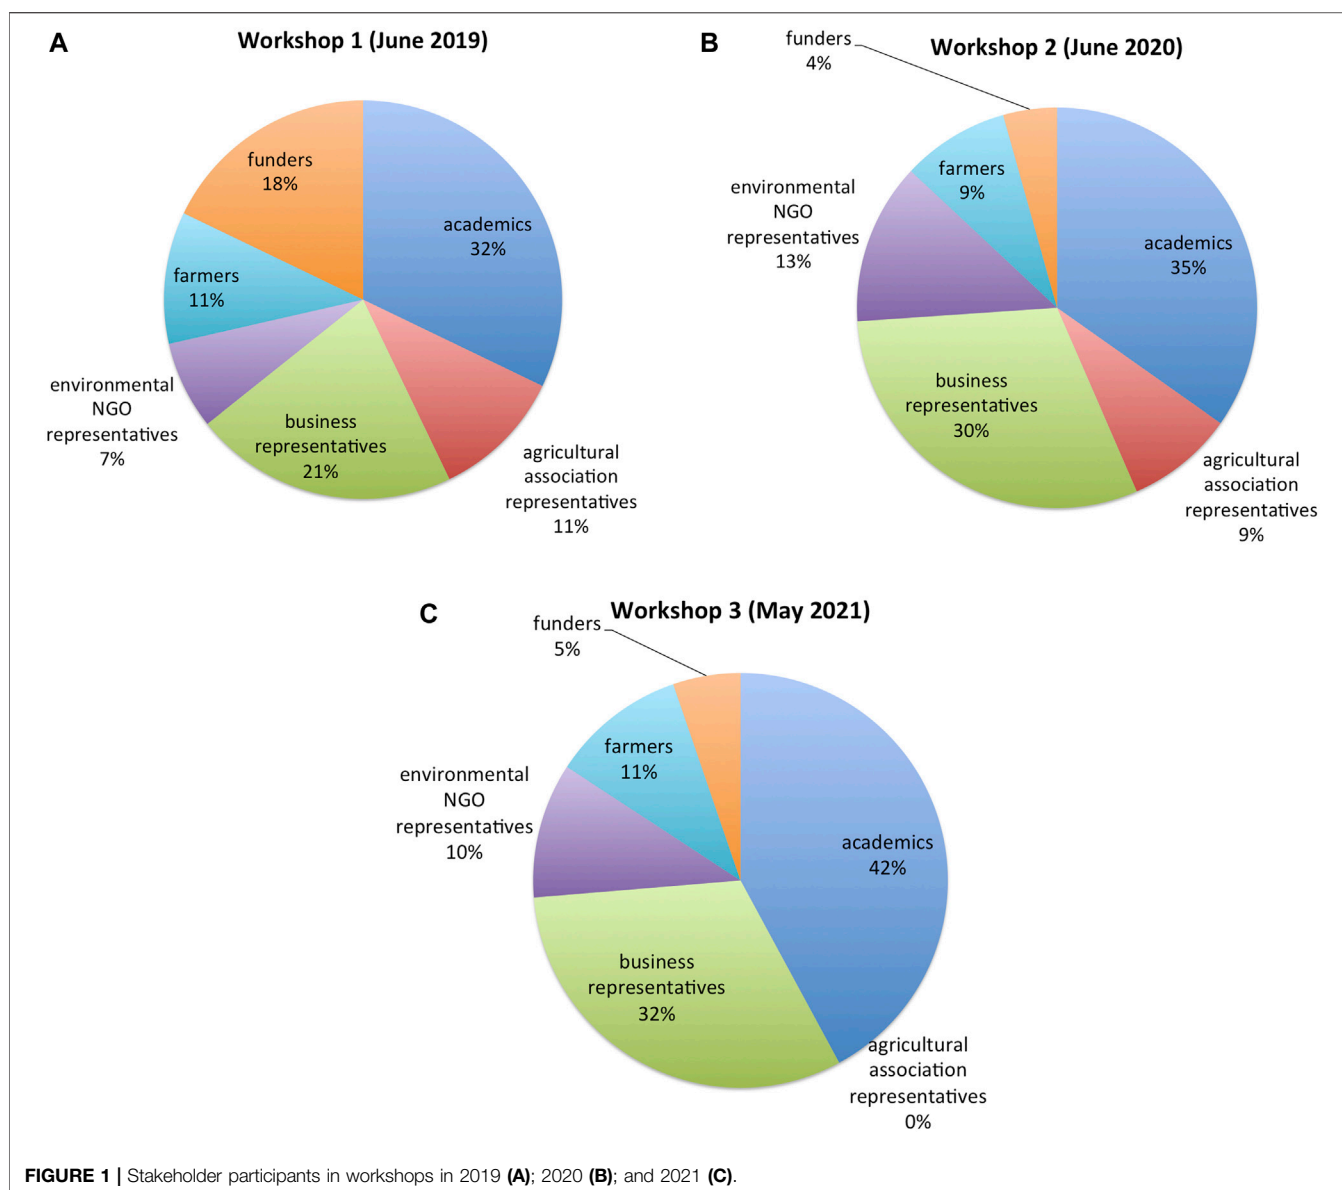 A
Workshop 1 (June 2019)
funders
18%
academics
32%
farmers
11%
environmental
NGO
representatives
7%
business
representatives
21%
agricultural
association
representatives
11%
B
Workshop 2 (June 2020)
funders
4%
farmers
9%
environmental
NGO
representatives
13%
academics
35%
business
representatives
30%
agricultural
association
representatives
9%
C
Workshop 3 (May 2021)
funders
5%
farmers
11%
environmental
NGO
representatives
10%
academics
42%
business
representatives
32%
agricultural
association
representatives
0%
FIGURE 1 | Stakeholder participants in workshops in 2019 (A); 2020 (B); and 2021 (C).